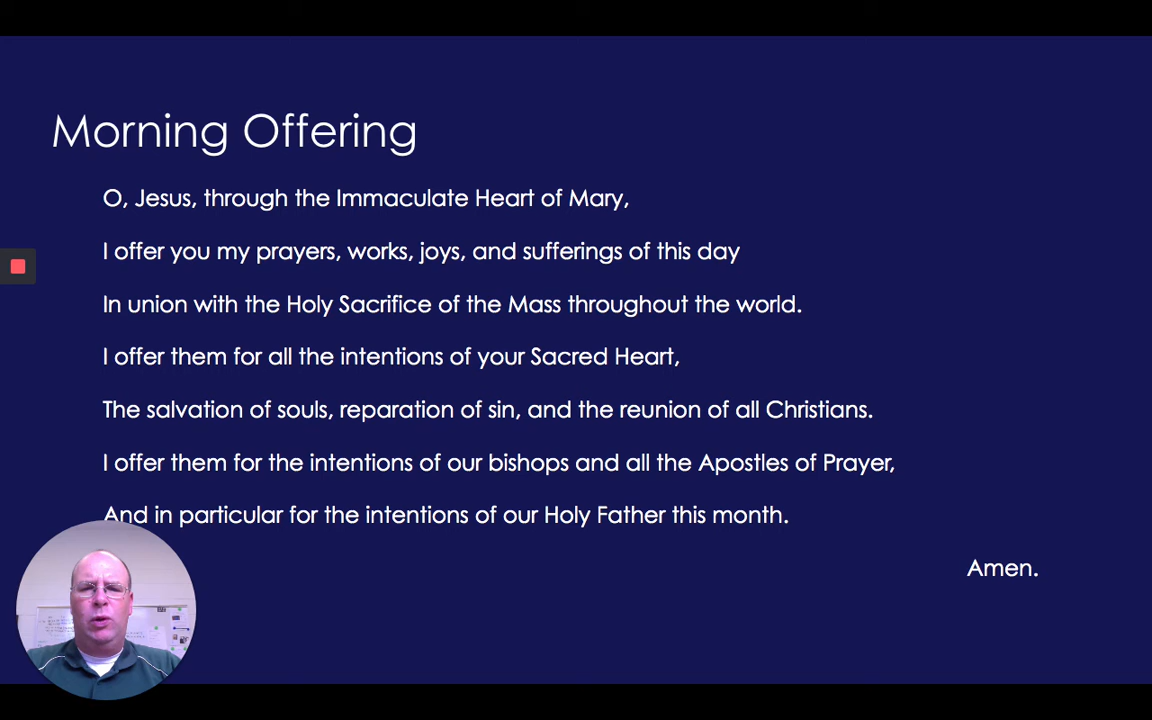 Morning Offering
O, Jesus, through the Immaculate Heart of Mary,
I offer you my prayers, works, joys, and sufferings of this day
In union with the Holy Sacrifice of the Mass throughout the world.
I offer them for all the intentions of your Sacred Heart,
The salvation of souls, reparation of sin, and the reunion of all Christians.
I offer them for the intentions of our bishops and all the Apostles of Prayer,
And in particular for the intentions of our Holy Father this month.
Amen.